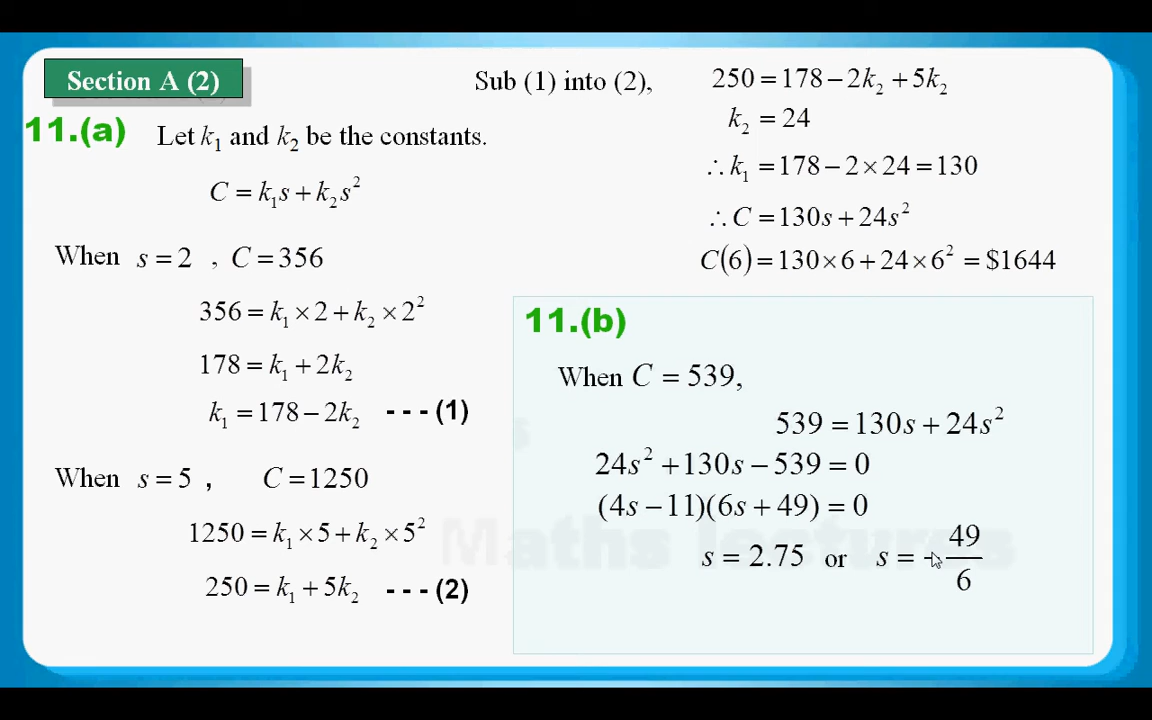 Section A (2)
11.(a) Let k₁ and k₂ be the constants.
C = k₁s + k₂s²
When s = 2 , C = 356
356 = k₁ × 2 + k₂ × 2²
178 = k₁ + 2k₂
k₁ = 178 − 2k₂ - - - (1)
When s = 5 , C = 1250
1250 = k₁ × 5 + k₂ × 5²
250 = k₁ + 5k₂ - - - (2)
Sub (1) into (2), 250 = 178 − 2k₂ + 5k₂
k₂ = 24
∴ k₁ = 178 − 2 × 24 = 130
∴ C = 130s + 24s²
C(6) = 130 × 6 + 24 × 6² = $1644
11.(b)
When C = 539,
539 = 130s + 24s²
24s² + 130s − 539 = 0
(4s − 11)(6s + 49) = 0
s = 2.75 or s = − 49/6
Maths lectures